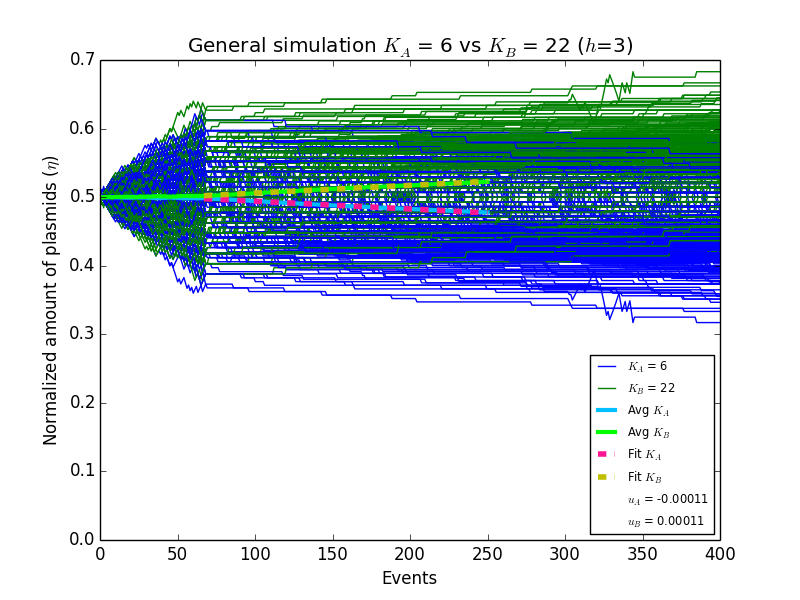 General simulation K_A = 6 vs K_B = 22 (h=3)
0.7
0.6
0.5
0.4
0.3
0.2
0.1
0.0
Normalized amount of plasmids (η)
K_A = 6
K_B = 22
Avg K_A
Avg K_B
Fit K_A
Fit K_B
u_A = -0.00011
u_B = 0.00011
0 50 100 150 200 250 300 350 400
Events